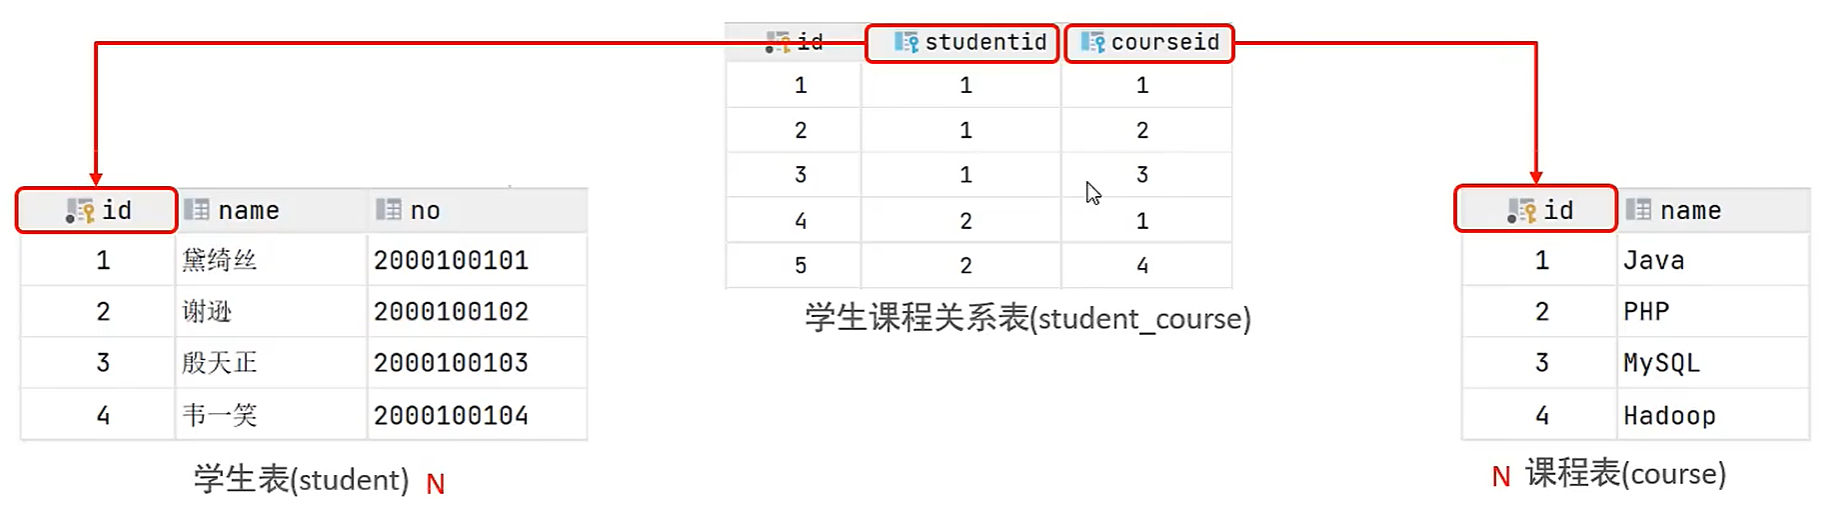 id studentid courseid
1 1 1
2 1 2
3 1 3
4 2 1
5 2 4
学生课程关系表(student_course)
id name no
1 黛绮丝 2000100101
2 谢逊 2000100102
3 殷天正 2000100103
4 韦一笑 2000100104
学生表(student) N
id name
1 Java
2 PHP
3 MySQL
4 Hadoop
N 课程表(course)